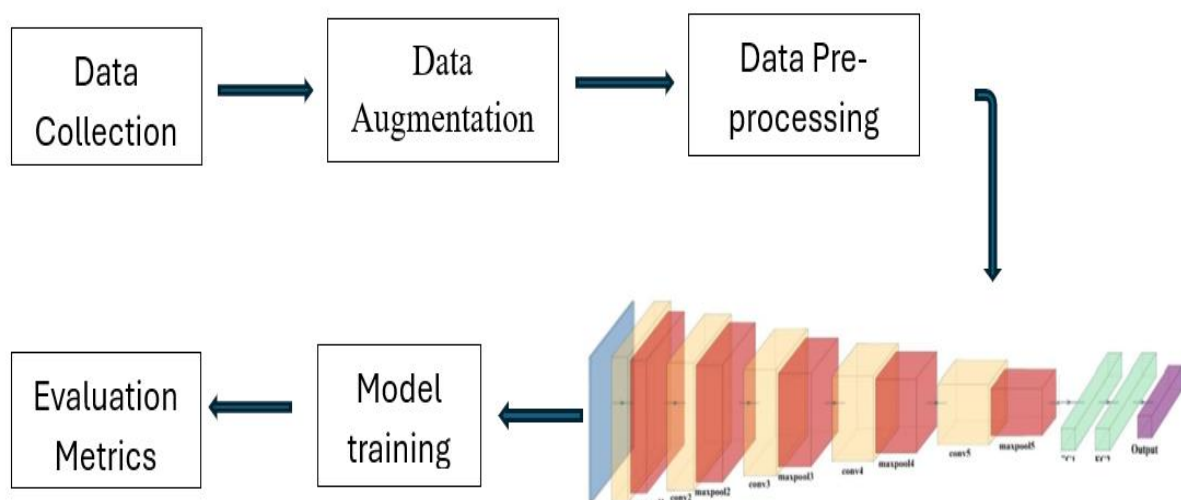 Data
Collection
Data
Augmentation
Data Pre-
processing
Evaluation
Metrics
Model
training
conv2
maxpool2
conv3
maxpool3
conv4
maxpool4
conv5
maxpool5
Output